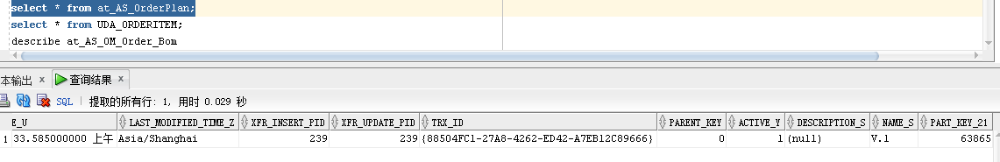 select * from at_AS_OrderPlan;
select * from UDA_ORDERITEM;
describe at_AS_OM_Order_Bom
本输出 × 查询结果 ×
SQL | 提取的所有行: 1, 用时 0.029 秒
E_U LAST_MODIFIED_TIME_Z XFR_INSERT_PID XFR_UPDATE_PID TRX_ID PARENT_KEY ACTIVE_Y DESCRIPTION_S NAME_S PART_KEY_21
1 33.585000000 上午 Asia/Shanghai 239 239 {88504FC1-27A8-4262-ED42-A7EB12C89666} 0 1 (null) V.1 63865